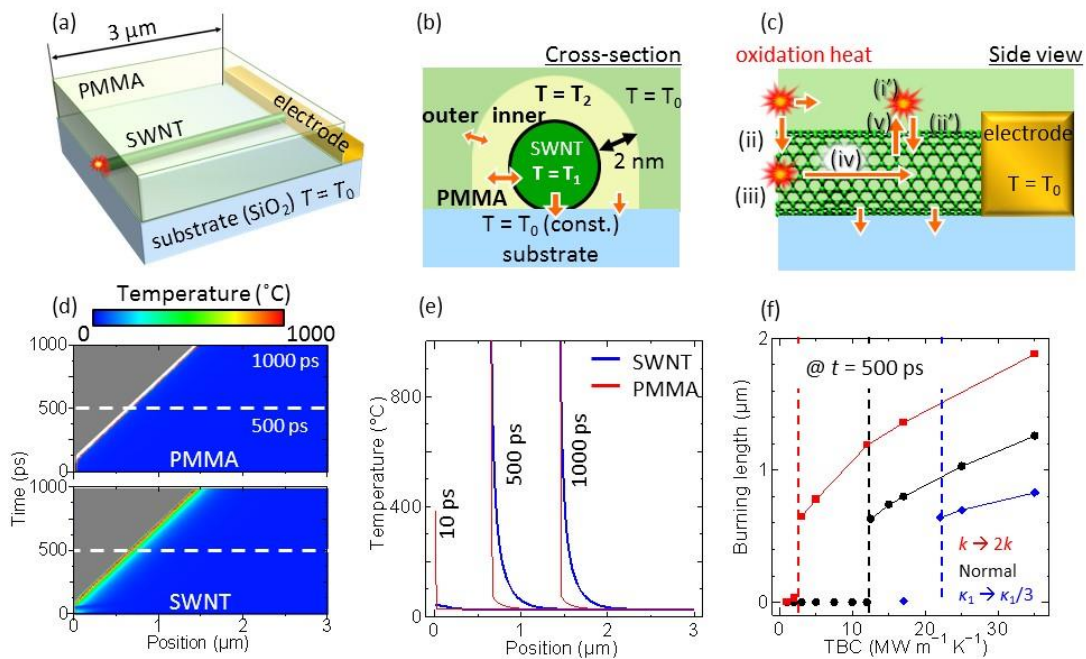 (a)
3 µm
PMMA
SWNT
electrode
substrate (SiO2) T = T0
(b)
Cross-section
T = T2
T = T0
outer inner
SWNT
T = T1
2 nm
PMMA
T = T0 (const.)
substrate
(c)
oxidation heat
Side view
(i′)
(ii)
(v)
(ii′)
electrode
(iv)
T = T0
(iii)
(d)
Temperature (˚C)
0
1000
1000
1000 ps
500
500 ps
0
PMMA
1000
500
0
SWNT
0 1 2 3
Time (ps)
Position (µm)
(e)
800
400
0
SWNT
PMMA
10 ps
500 ps
1000 ps
0 1 2 3
Temperature (°C)
Position (µm)
(f)
2
1
0
@ t = 500 ps
k → 2k
Normal
κ1 → κ1/3
0 10 20 30
Burning length (µm)
TBC (MW m-1 K-1)